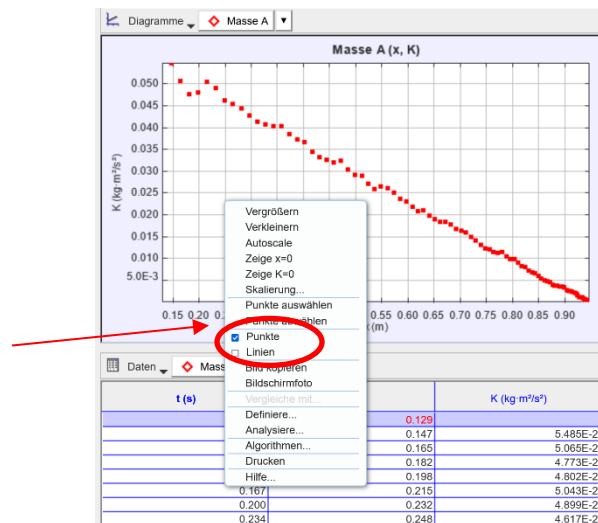 Diagramme Masse A
Masse A (x, K)
K (kg·m²/s²)
0.050
0.045
0.040
0.035
0.030
0.025
0.020
0.015
0.010
5.0E-3
0.15 0.20 0.55 0.60 0.65 0.70 0.75 0.80 0.85 0.90
(m)
Vergrößern
Verkleinern
Autoscale
Zeige x=0
Zeige K=0
Skalierung...
Punkte auswählen
Punkte abwählen
Punkte
Linien
Bild kopieren
Bildschirmfoto
Vergleiche mit...
Definiere...
Analysiere...
Algorithmen...
Drucken
Hilfe...
Daten Mass
t (s) K (kg·m²/s²)
0.129
0.147 5.485E-2
0.165 5.065E-2
0.182 4.773E-2
0.198 4.802E-2
0.167 0.215 5.043E-2
0.200 0.232 4.899E-2
0.234 0.248 4.617E-2